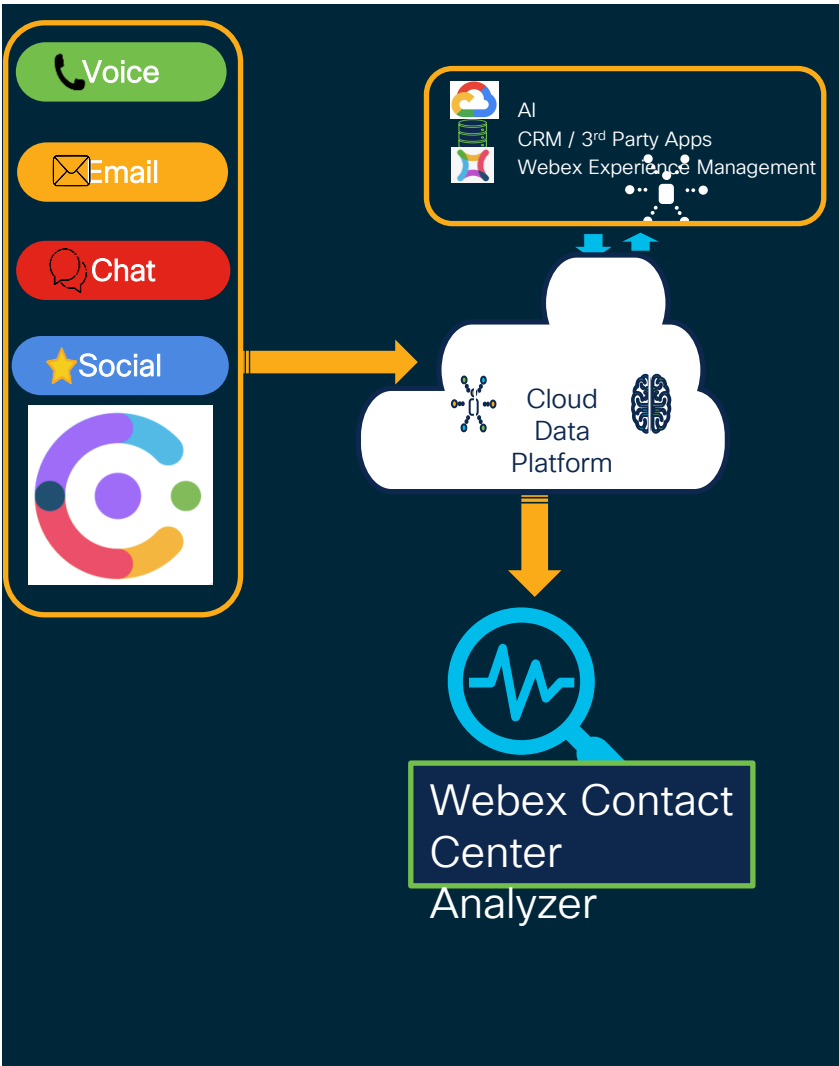 Voice
Email
Chat
Social
AI
CRM / 3rd Party Apps
Webex Experience Management
Cloud
Data
Platform
Webex Contact
Center
Analyzer